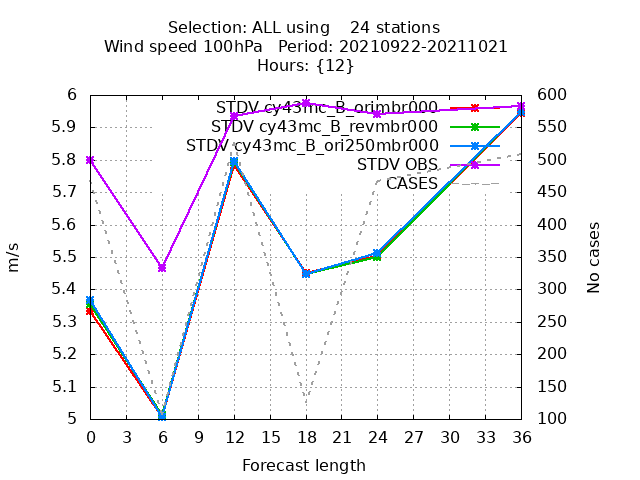 Selection: ALL using    24 stations
Wind speed 100hPa   Period: 20210922-20211021
Hours: {12}
STDV cy43mc_B_orimbr000
STDV cy43mc_B_revmbr000
STDV cy43mc_B_ori250mbr000
STDV OBS
CASES
6
5.9
5.8
5.7
5.6
5.5
5.4
5.3
5.2
5.1
5
600
550
500
450
400
350
300
250
200
150
100
m/s
No cases
0 3 6 9 12 15 18 21 24 27 30 33 36
Forecast length